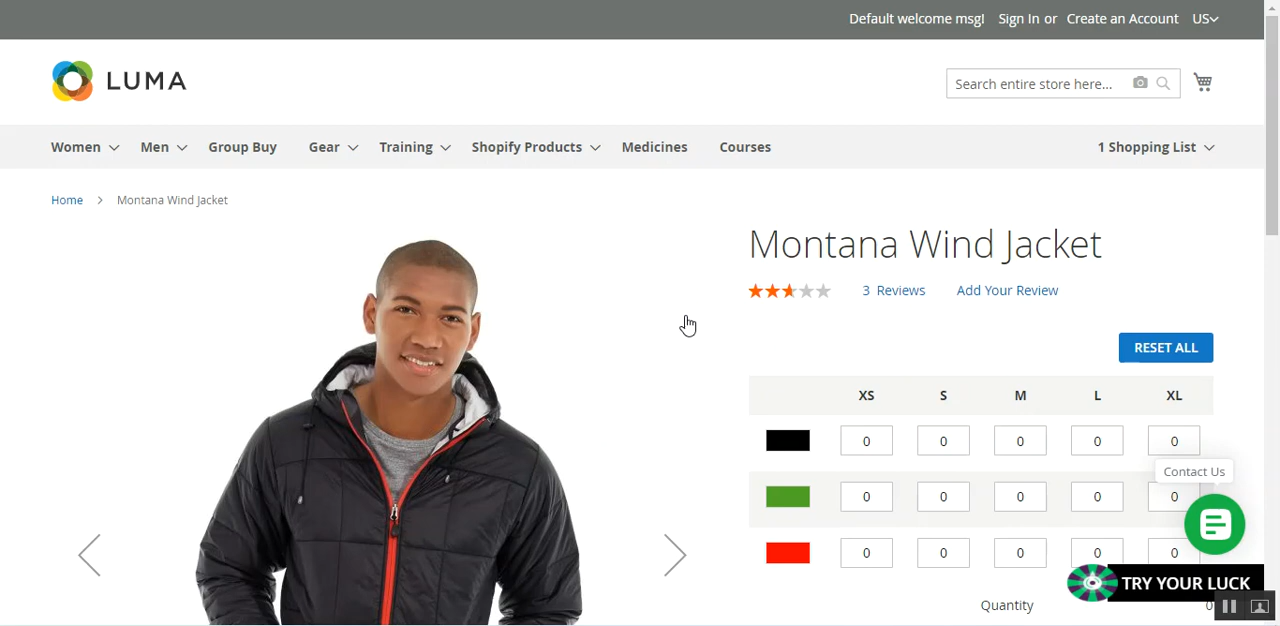 Default welcome msg! Sign In or Create an Account US
LUMA
Search entire store here...
Women Men Group Buy Gear Training Shopify Products Medicines Courses 1 Shopping List
Home > Montana Wind Jacket
Montana Wind Jacket
3 Reviews Add Your Review
RESET ALL
XS S M L XL
0 0 0 0 0
Contact Us
0 0 0 0 0
0 0 0 0 0
TRY YOUR LUCK
Quantity 0